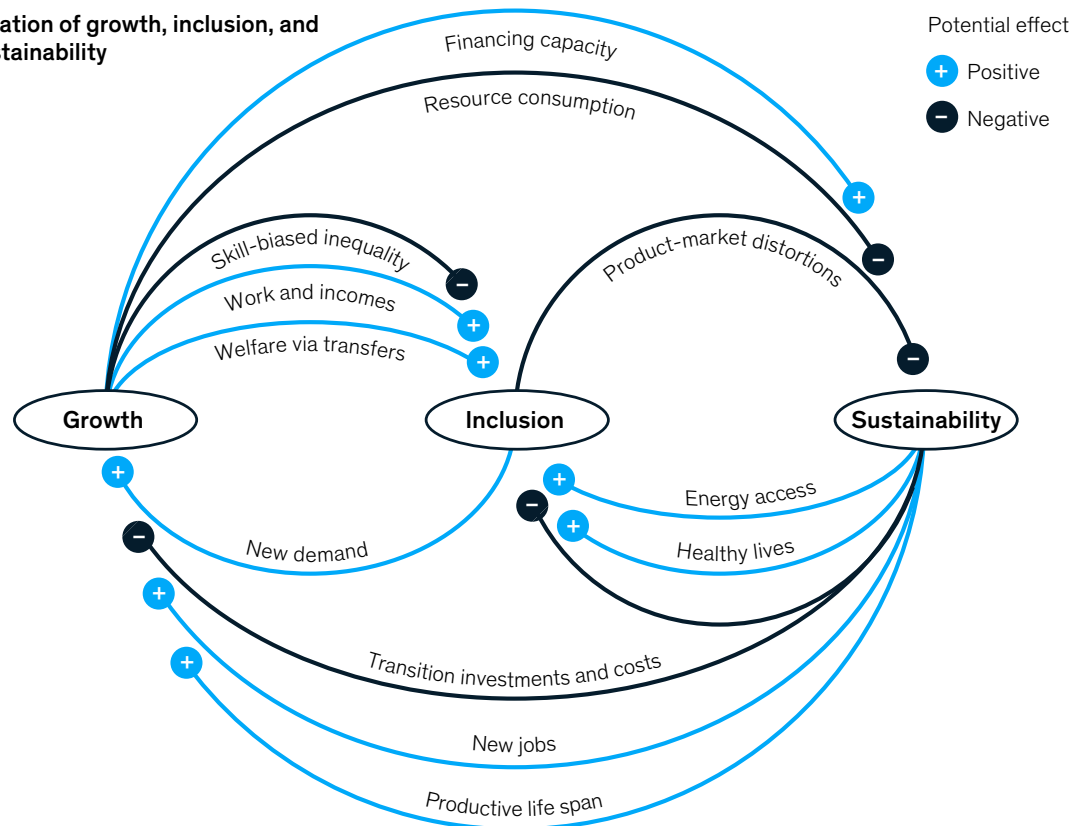 ation of growth, inclusion, and
stainability
Potential effect
+ Positive
− Negative
Financing capacity
Resource consumption
+
−
Skill-biased inequality
−
Work and incomes
+
Welfare via transfers
+
Product-market distortions
−
Growth
Inclusion
Sustainability
+
New demand
−
+
+
+
−
+
Energy access
Healthy lives
Transition investments and costs
New jobs
Productive life span